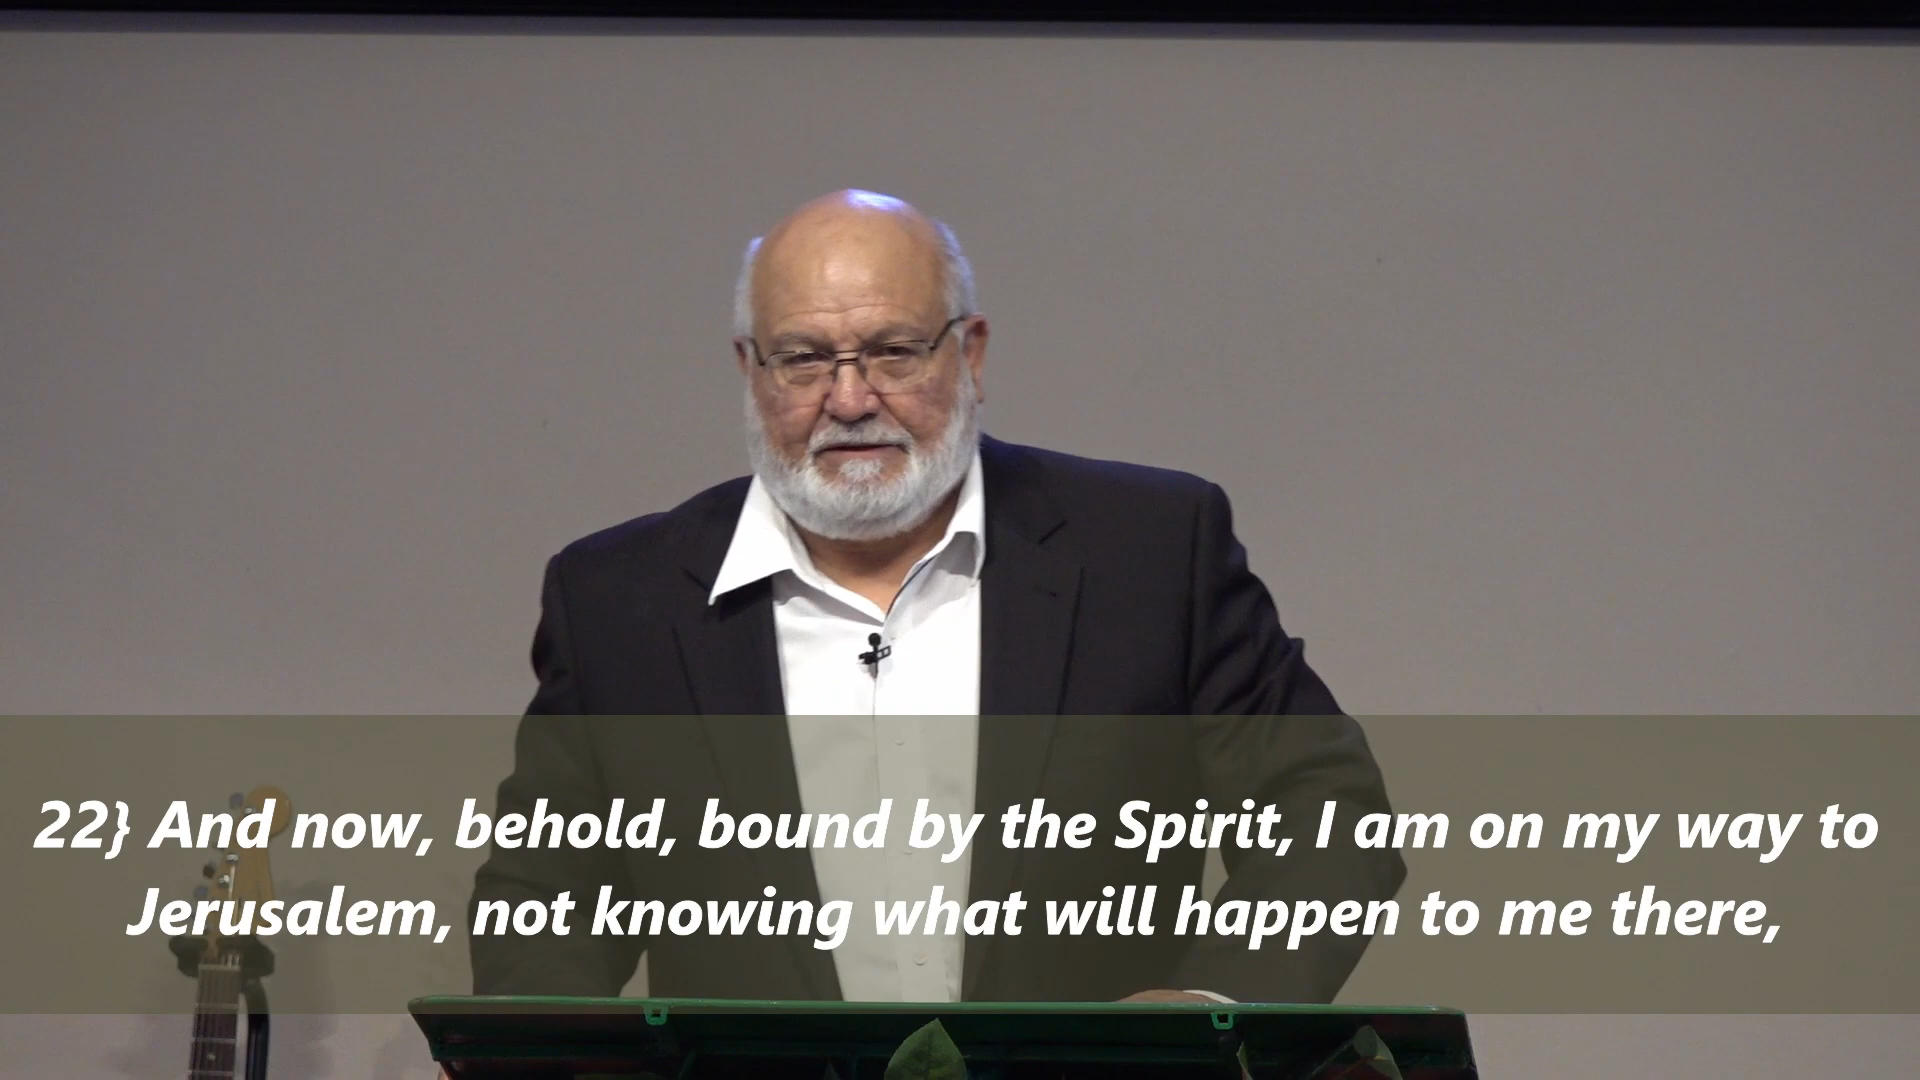 22} And now, behold, bound by the Spirit, I am on my way to
Jerusalem, not knowing what will happen to me there,